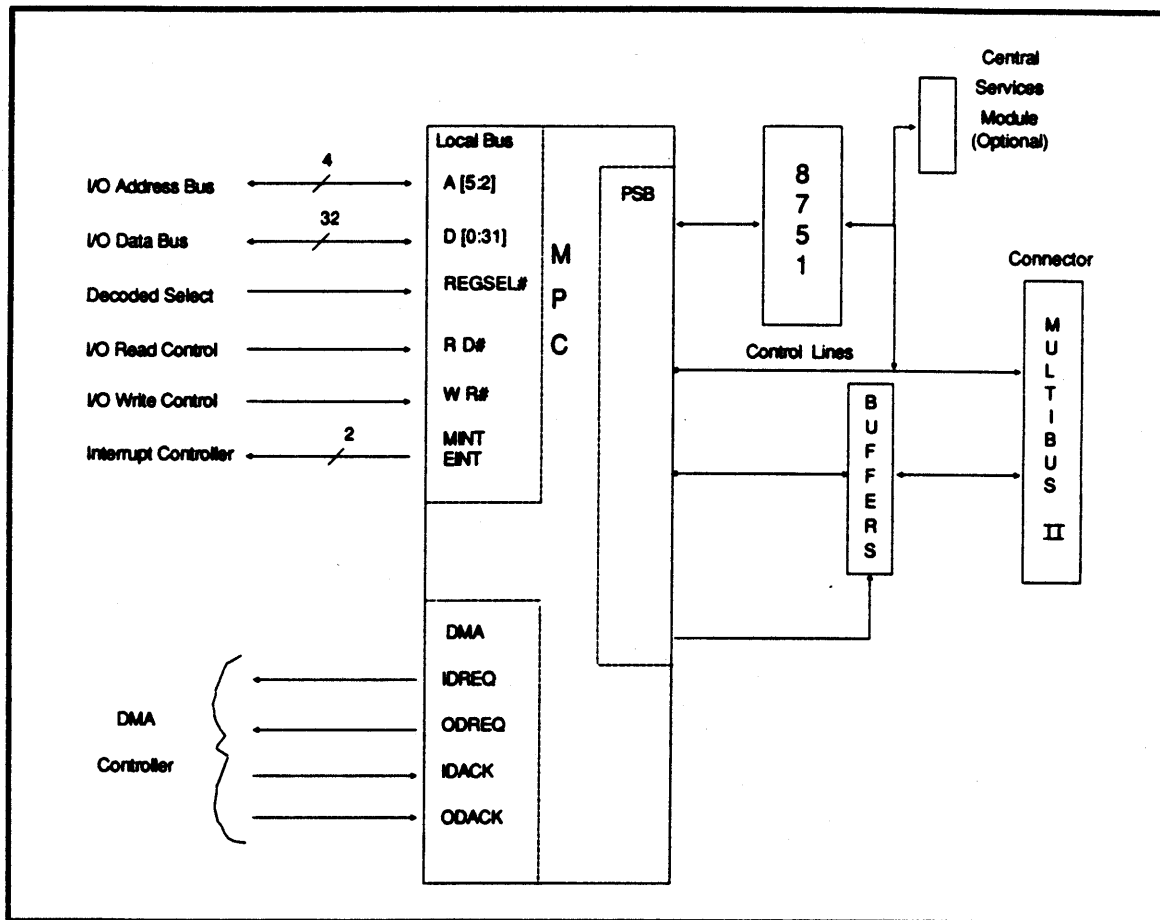 Central
Services
Module
(Optional)
Local Bus
I/O Address Bus
4
A [5:2]
I/O Data Bus
32
D [0:31]
Decoded Select
REGSEL#
I/O Read Control
R D#
I/O Write Control
W R#
Interrupt Controller
2
MINT
EINT
M
P
C
PSB
8
7
5
1
Control Lines
Connector
M
U
L
T
I
B
U
S
II
B
U
F
F
E
R
S
DMA
Controller
DMA
IDREQ
ODREQ
IDACK
ODACK